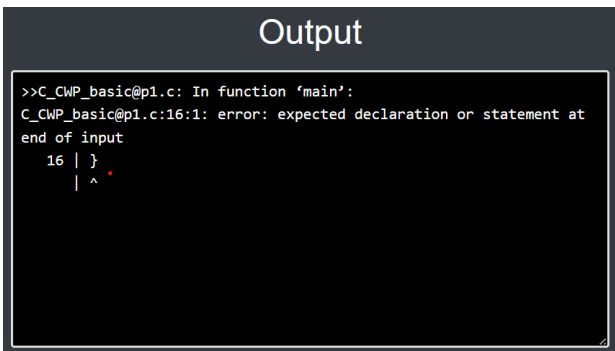 Output
>>C_CWP_basic@p1.c: In function ‘main’:
C_CWP_basic@p1.c:16:1: error: expected declaration or statement at
end of input
   16 | }
      | ^